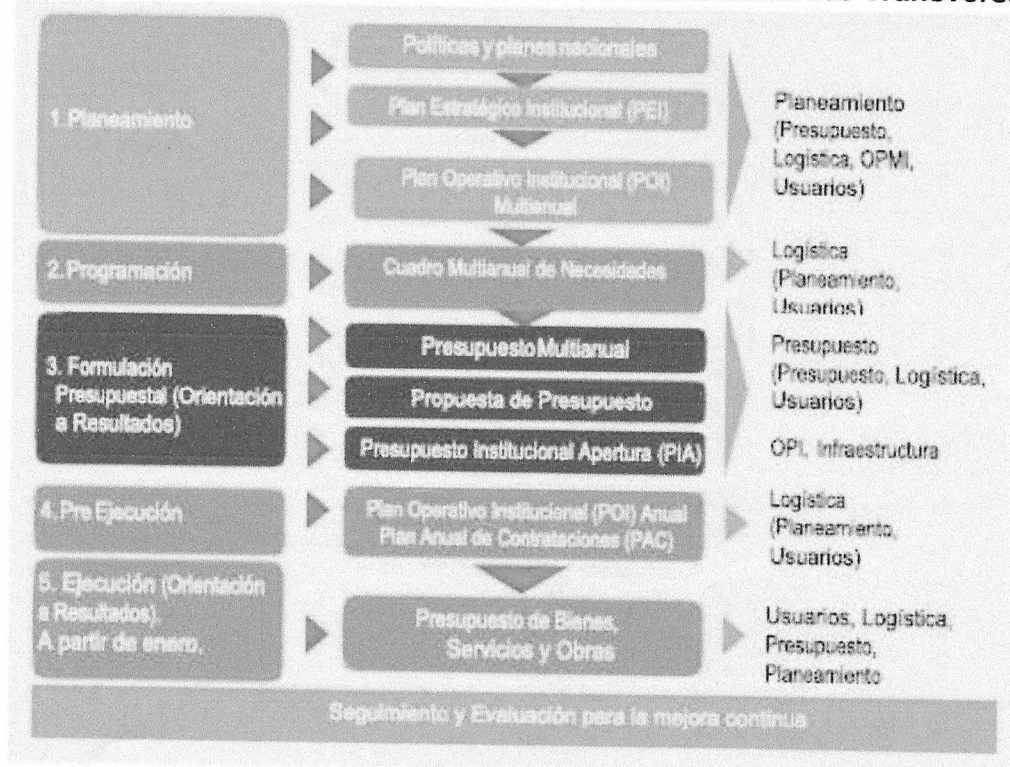 1. Planeamiento
Políticas y planes nacionales
Plan Estratégico Institucional (PEI)
Plan Operativo Institucional (POI)
Multianual
Planeamiento
(Presupuesto,
Logística, OPMI,
Usuarios)
2. Programación
Cuadro Multianual de Necesidades
Logística
(Planeamiento,
Usuarios)
3. Formulación
Presupuestal (Orientación
a Resultados)
Presupuesto Multianual
Propuesta de Presupuesto
Presupuesto Institucional Apertura (PIA)
Presupuesto
(Presupuesto, Logística,
Usuarios)
OPI, Infraestructura
4. Pre Ejecución
Plan Operativo Institucional (POI) Anual
Plan Anual de Contrataciones (PAC)
Logística
(Planeamiento,
Usuarios)
5. Ejecución (Orientación
a Resultados).
A partir de enero.
Presupuesto de Bienes,
Servicios y Obras
Usuarios, Logística,
Presupuesto,
Planeamiento
Seguimiento y Evaluación para la mejora continua